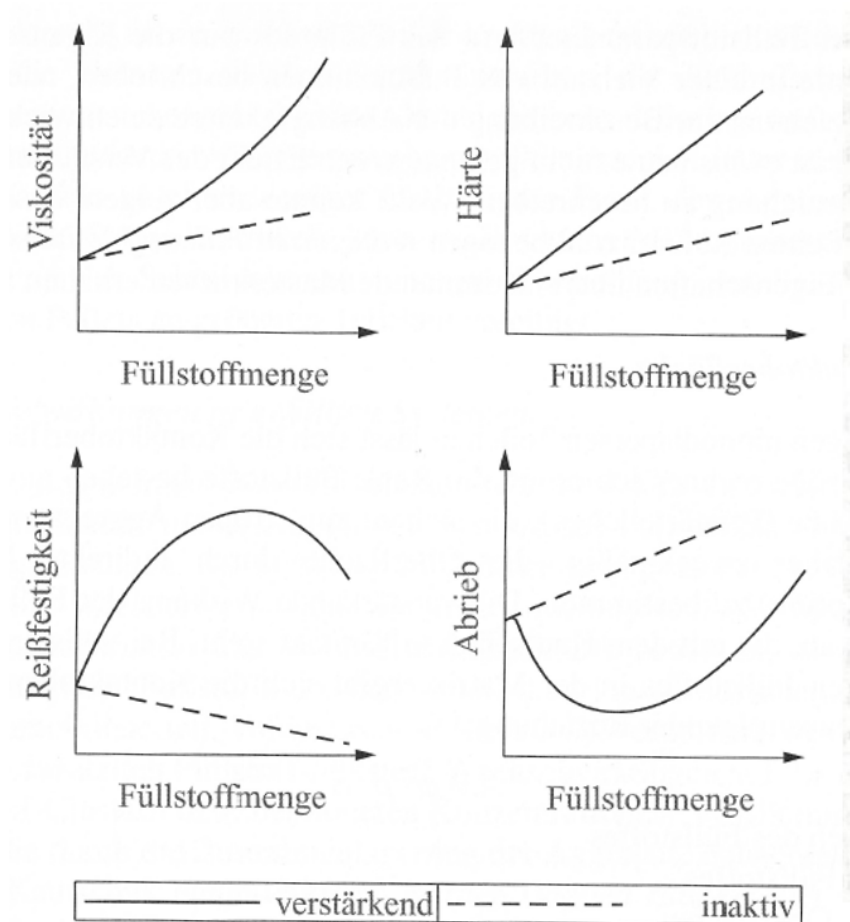 Viskosität
Füllstoffmenge
Härte
Füllstoffmenge
Reißfestigkeit
Füllstoffmenge
Abrieb
Füllstoffmenge
verstärkend
inaktiv